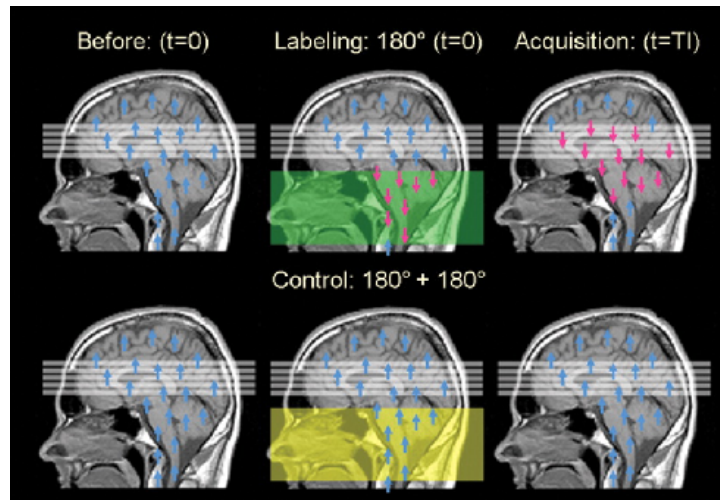 Before: (t=0)
Labeling: 180° (t=0)
Acquisition: (t=TI)
Control: 180° + 180°